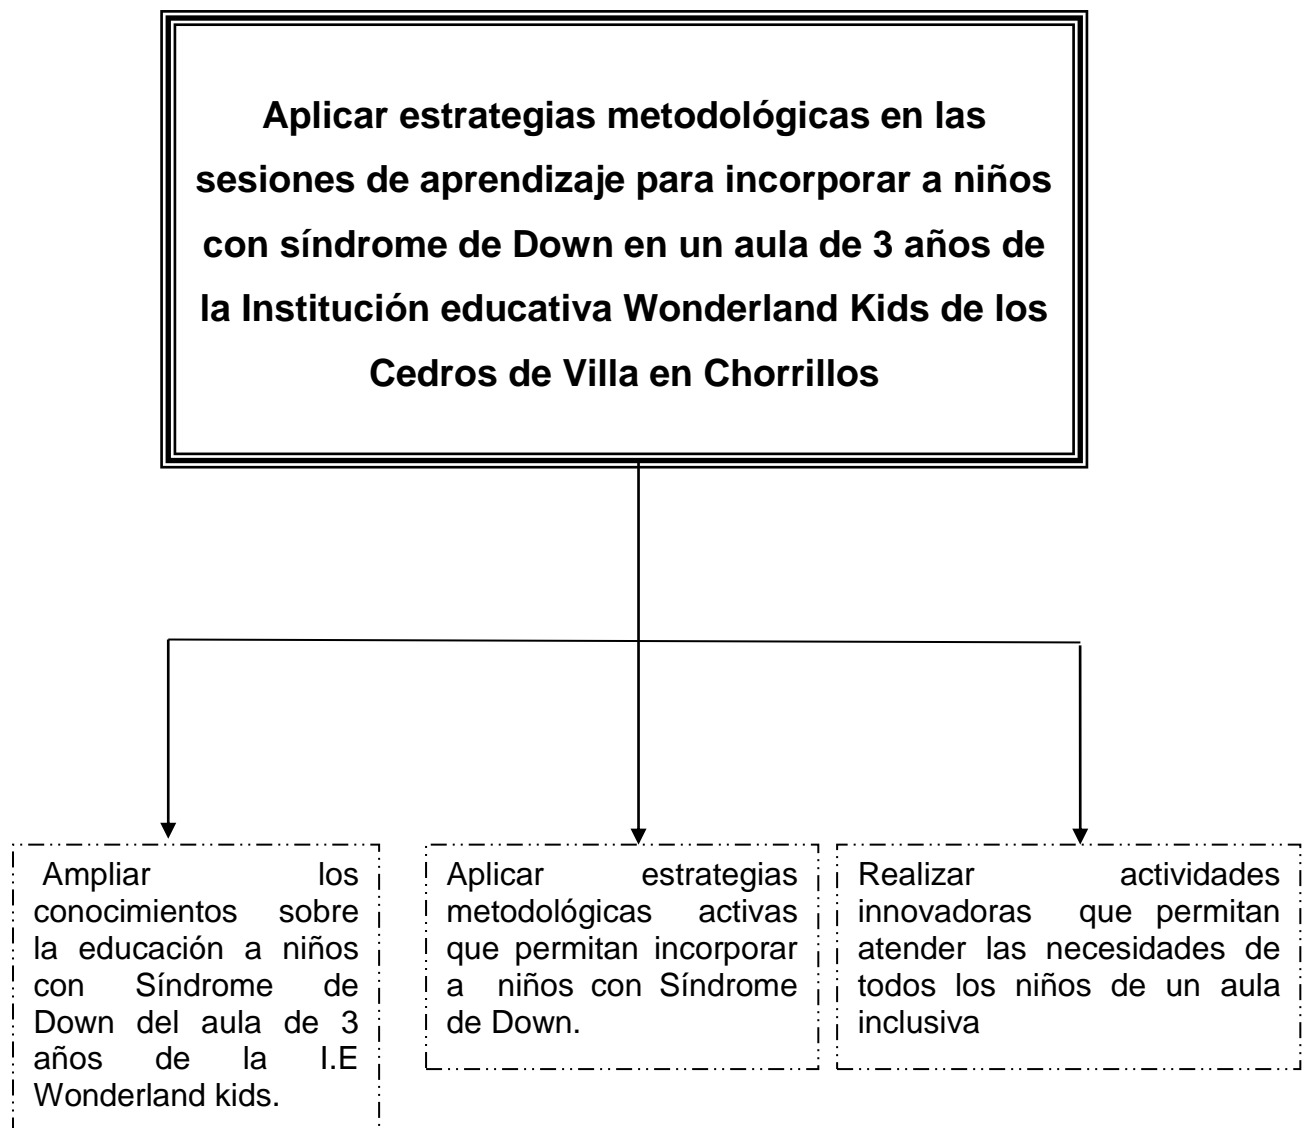 Aplicar estrategias metodológicas en las
sesiones de aprendizaje para incorporar a niños
con síndrome de Down en un aula de 3 años de
la Institución educativa Wonderland Kids de los
Cedros de Villa en Chorrillos
Ampliar los
conocimientos sobre
la educación a niños
con Síndrome de
Down del aula de 3
años de la I.E
Wonderland kids.
Aplicar estrategias
metodológicas activas
que permitan incorporar
a niños con Síndrome
de Down.
Realizar actividades
innovadoras que permitan
atender las necesidades de
todos los niños de un aula
inclusiva